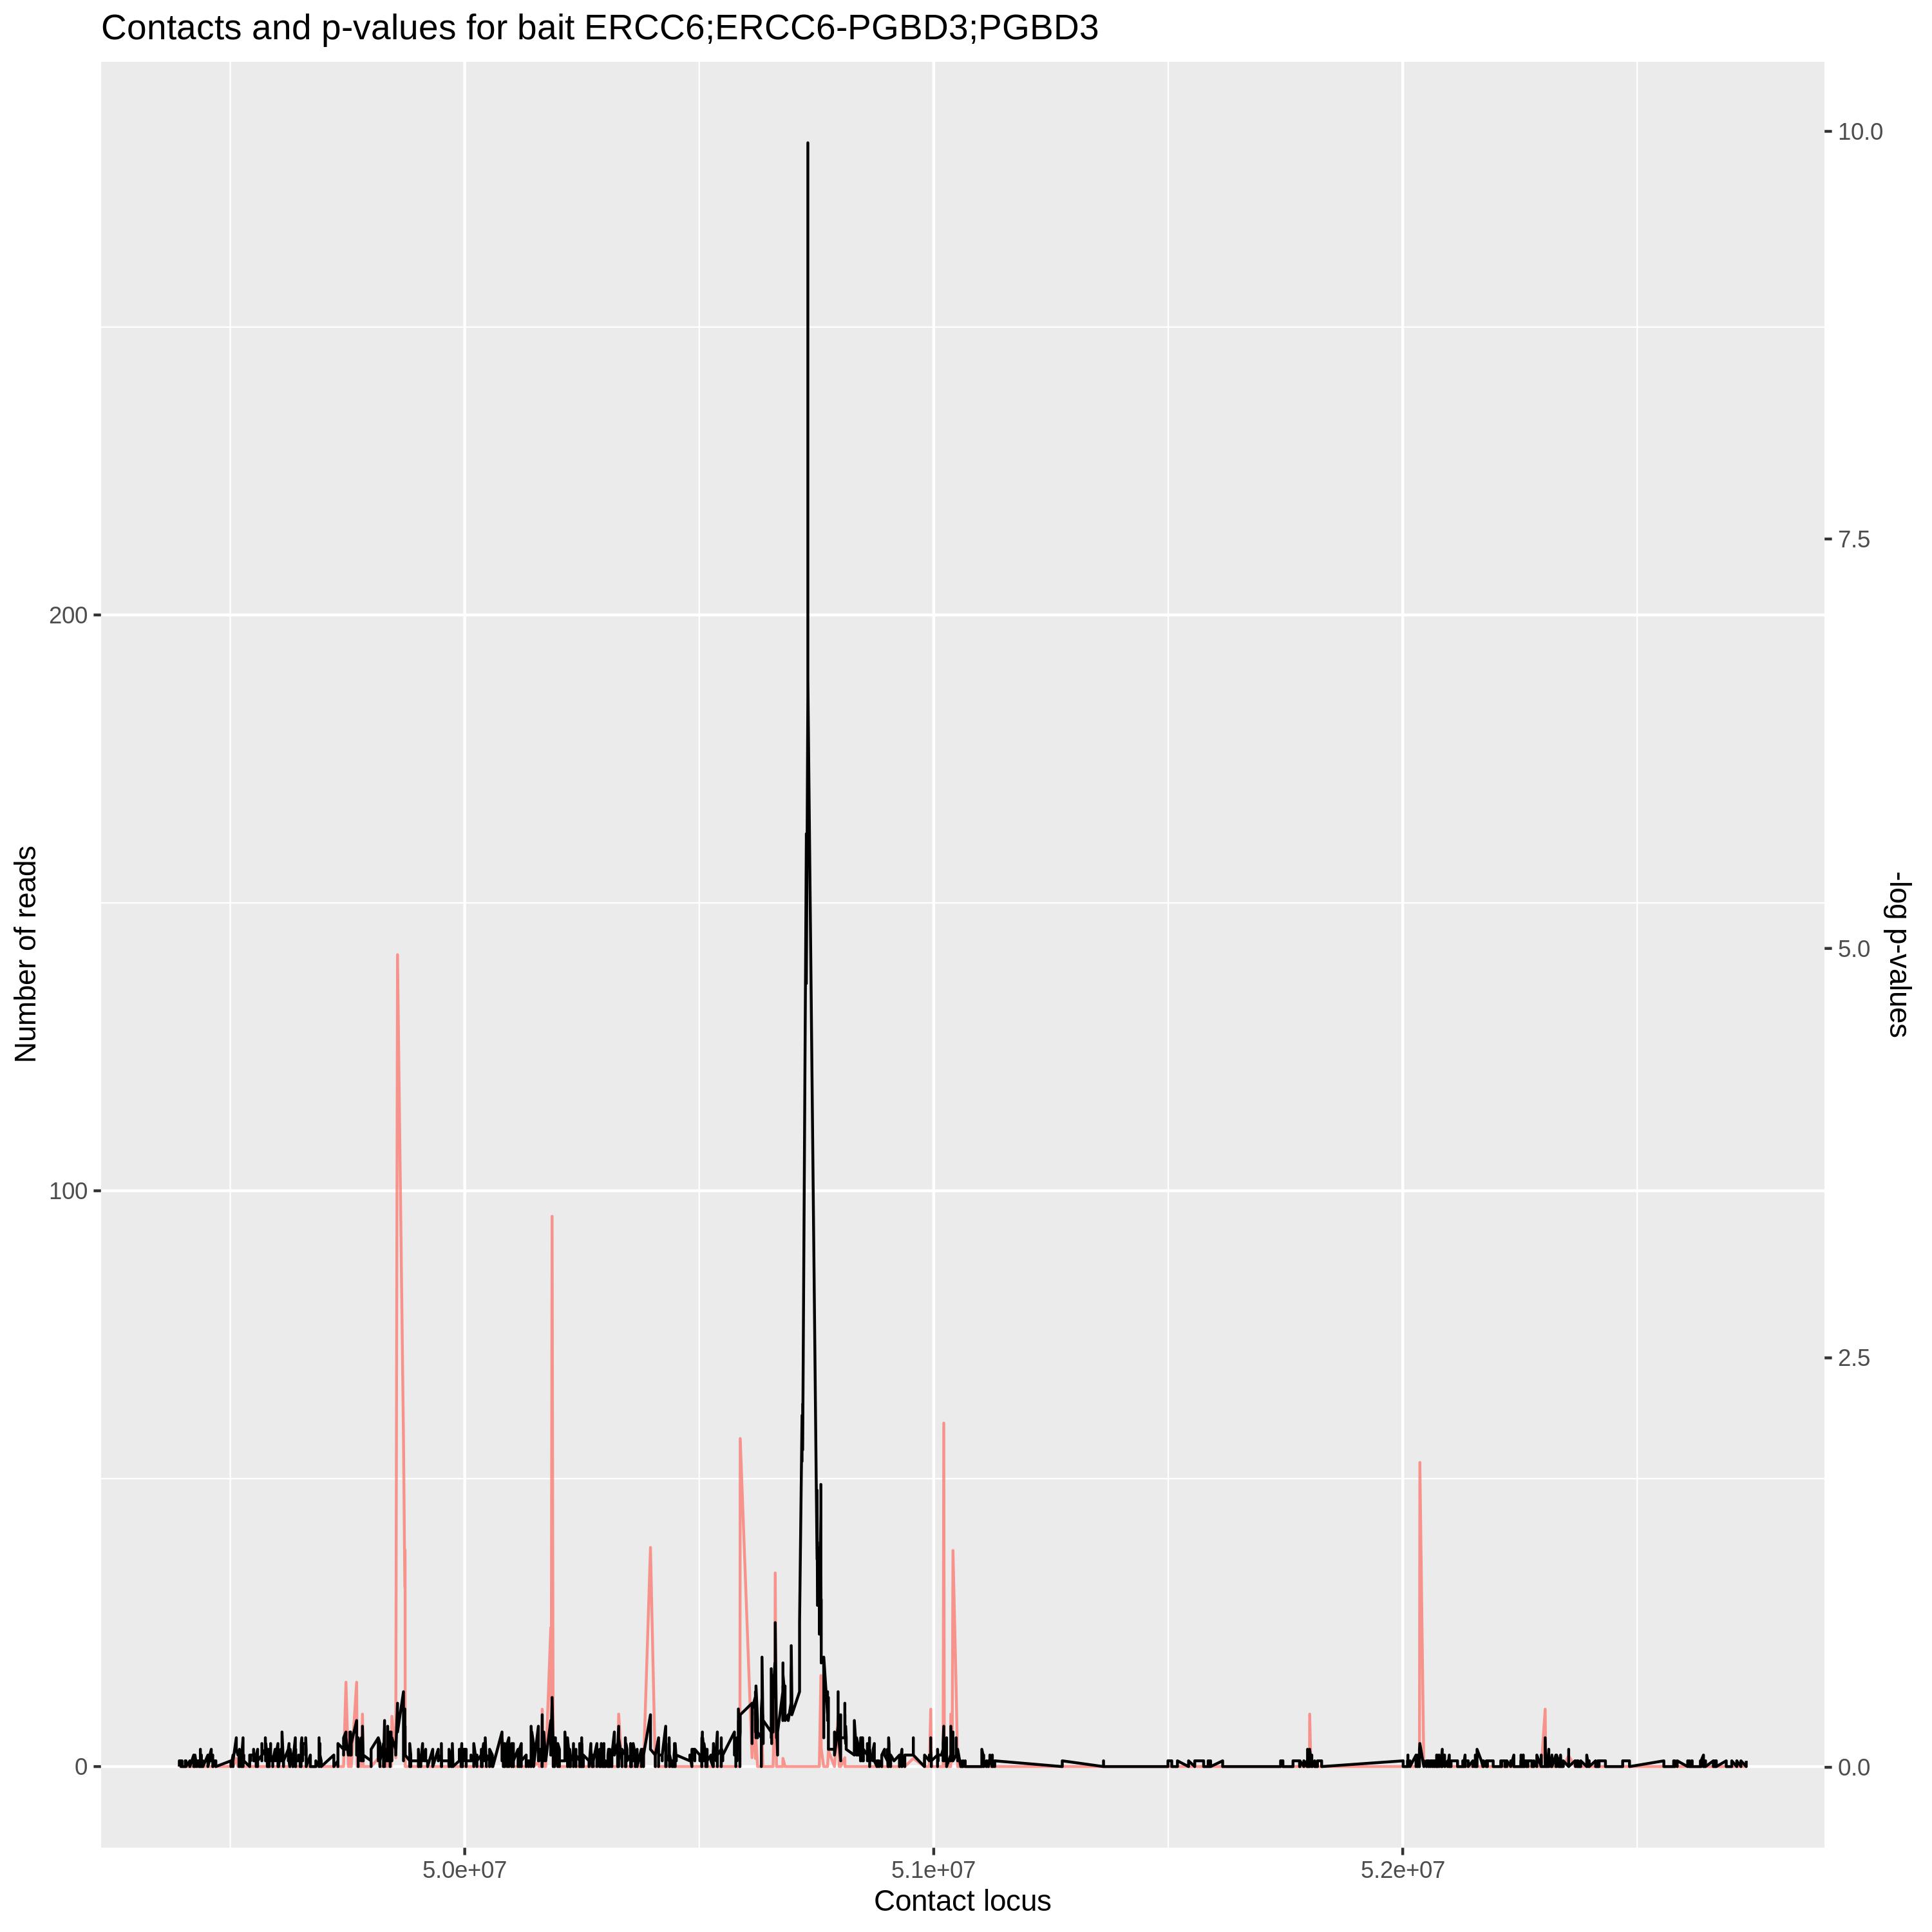 Contacts and p-values for bait ERCC6;ERCC6-PGBD3;PGBD3
10.0
7.5
200
Number of reads
-log p-values
5.0
100
2.5
0
0.0
5.0e+07
5.1e+07
5.2e+07
Contact locus